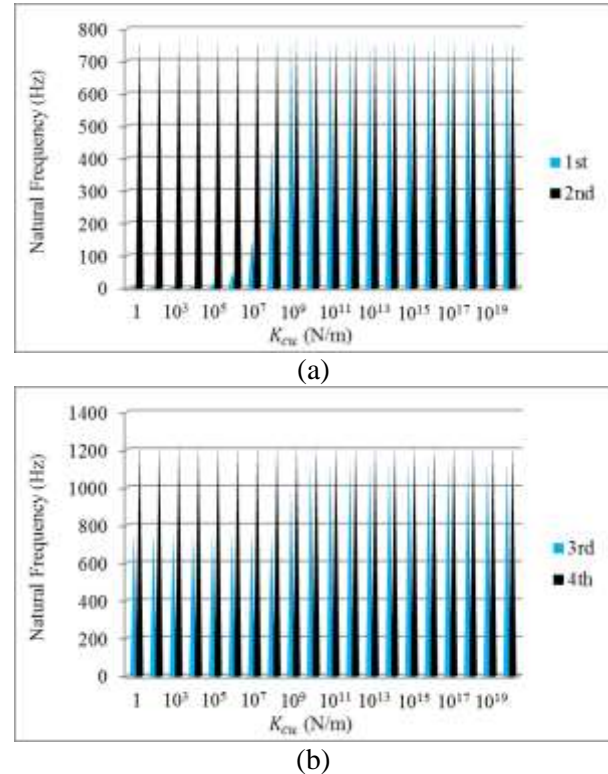 800
700
600
500
400
300
200
100
0
Natural Frequency (Hz)
1 10³ 10⁵ 10⁷ 10⁹ 10¹¹ 10¹³ 10¹⁵ 10¹⁷ 10¹⁹
K_cu (N/m)
1st
2nd
(a)
1400
1200
1000
800
600
400
200
0
Natural Frequency (Hz)
1 10³ 10⁵ 10⁷ 10⁹ 10¹¹ 10¹³ 10¹⁵ 10¹⁷ 10¹⁹
K_cu (N/m)
3rd
4th
(b)